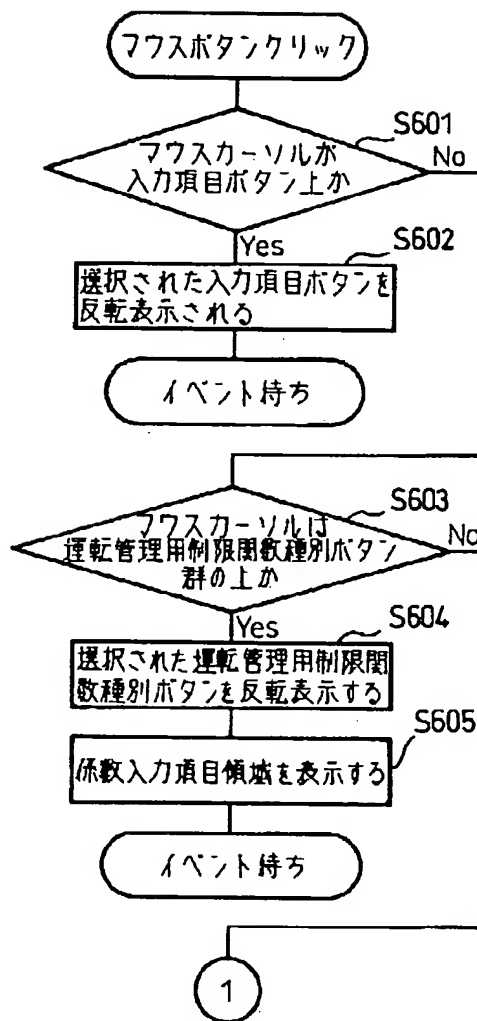 マウスボタンクリック
S601
マウスカーソルが
入力項目ボタン上か
No
Yes
S602
選択された入力項目ボタンを
反転表示される
イベント待ち
S603
マウスカーソルは
運転管理用制限関数種別ボタン
群の上か
No
Yes
S604
選択された運転管理用制限関
数種別ボタンを反転表示する
S605
係数入力項目領域を表示する
イベント待ち
1